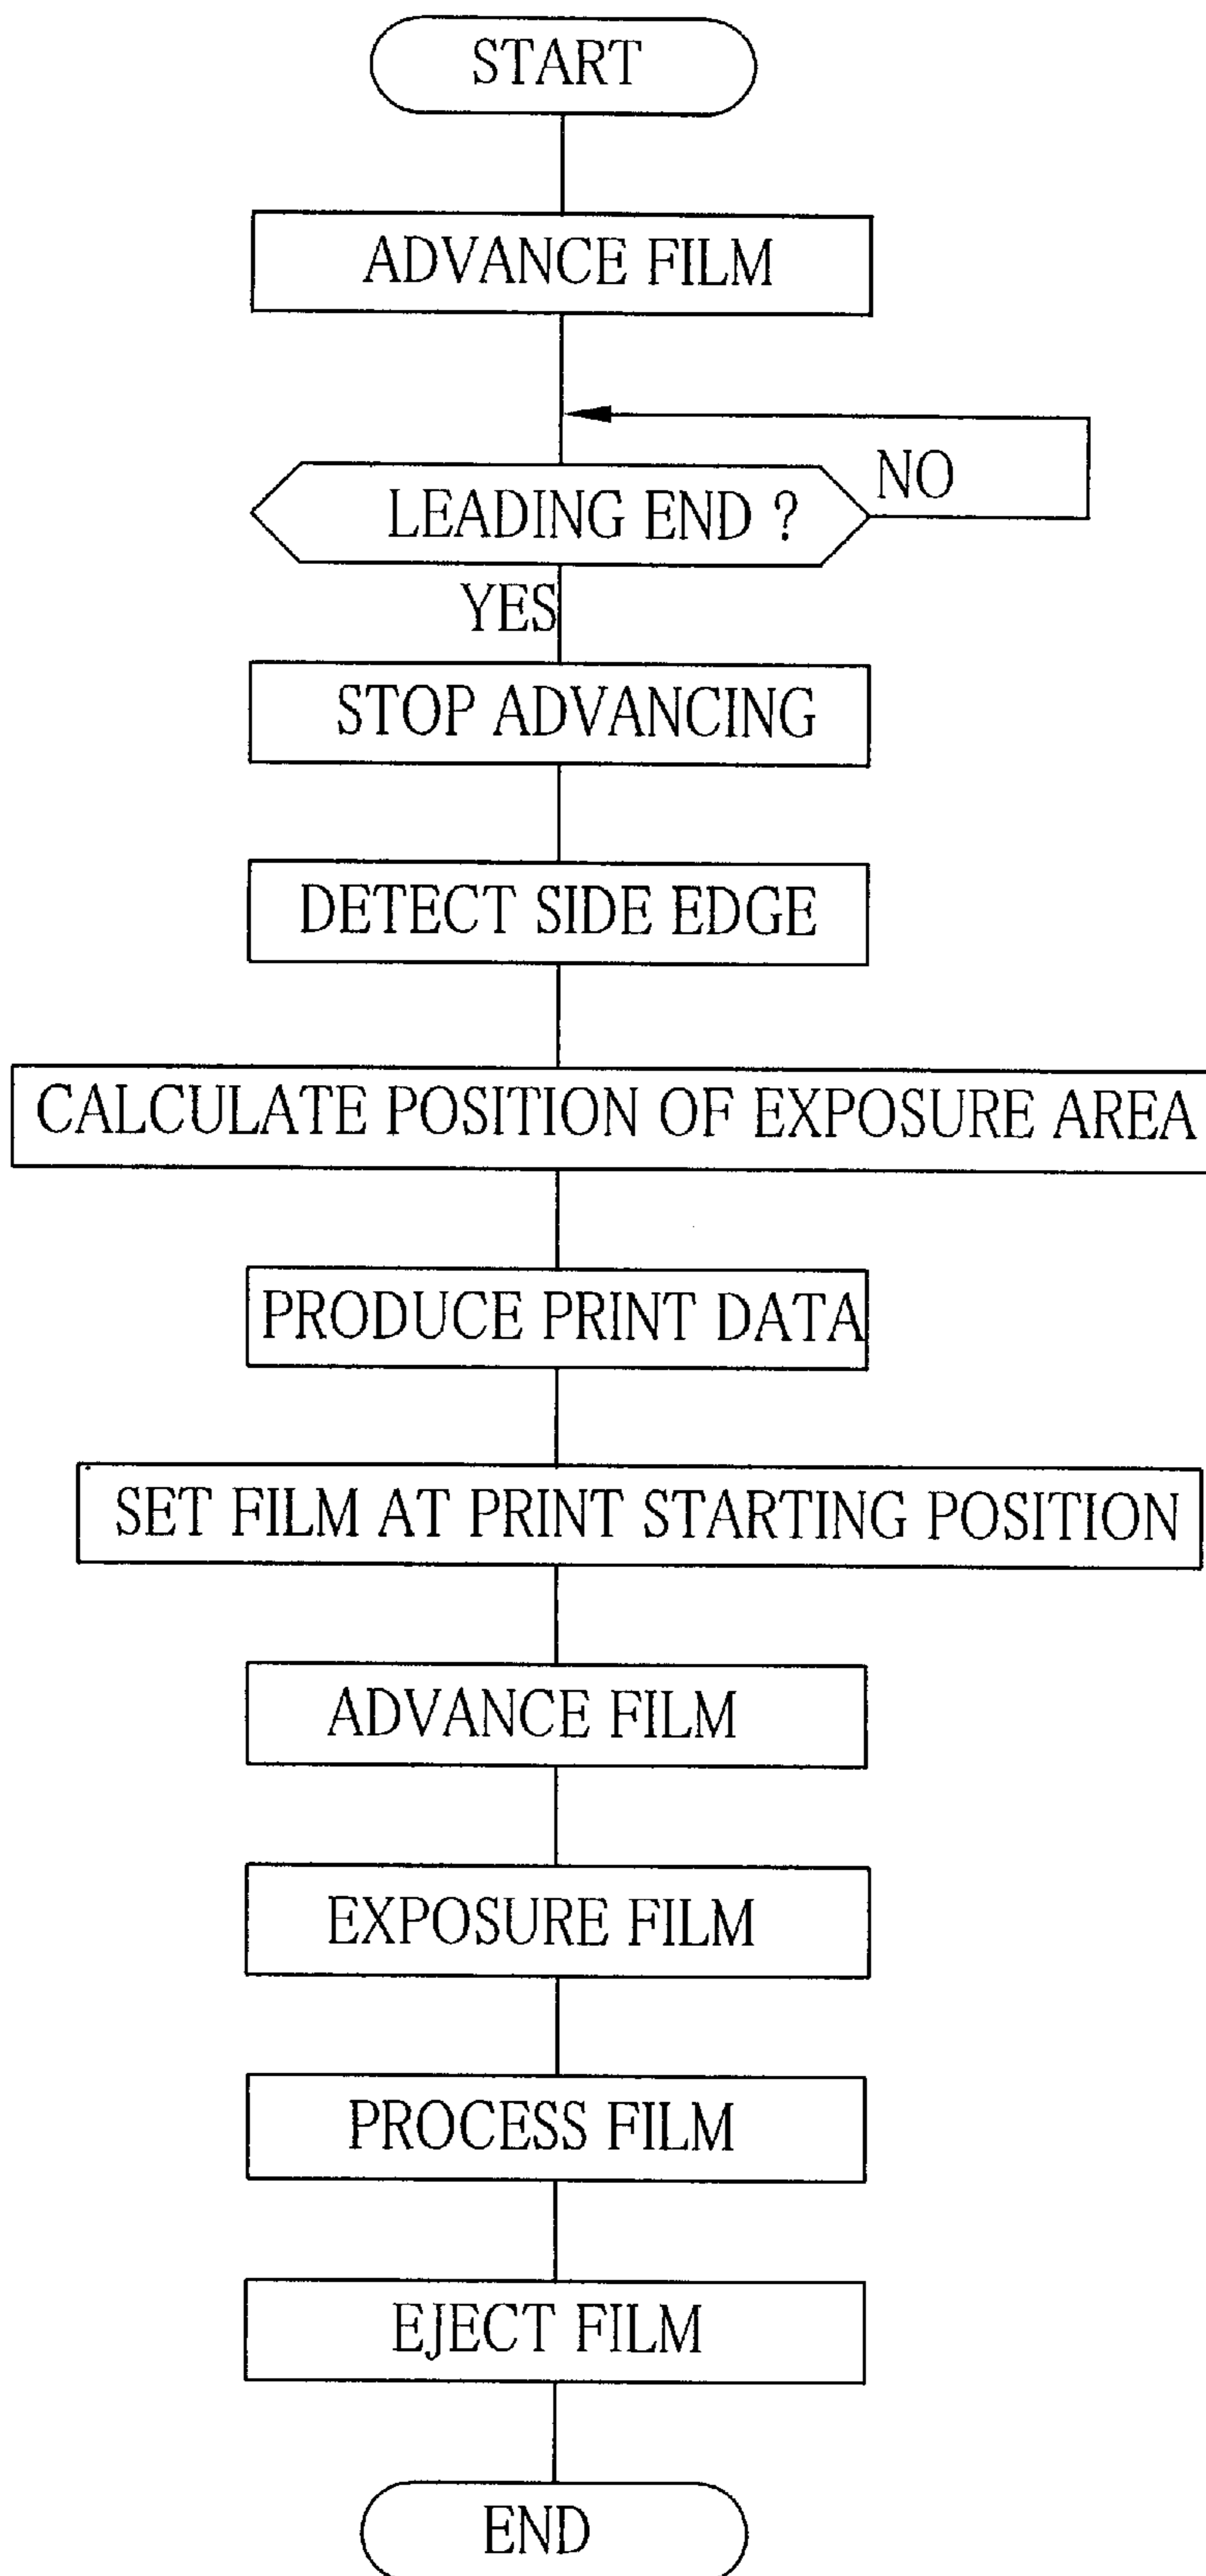 START
ADVANCE FILM
NO
LEADING END ?
YES
STOP ADVANCING
DETECT SIDE EDGE
CALCULATE POSITION OF EXPOSURE AREA
PRODUCE PRINT DATA
SET FILM AT PRINT STARTING POSITION
ADVANCE FILM
EXPOSURE FILM
PROCESS FILM
EJECT FILM
END